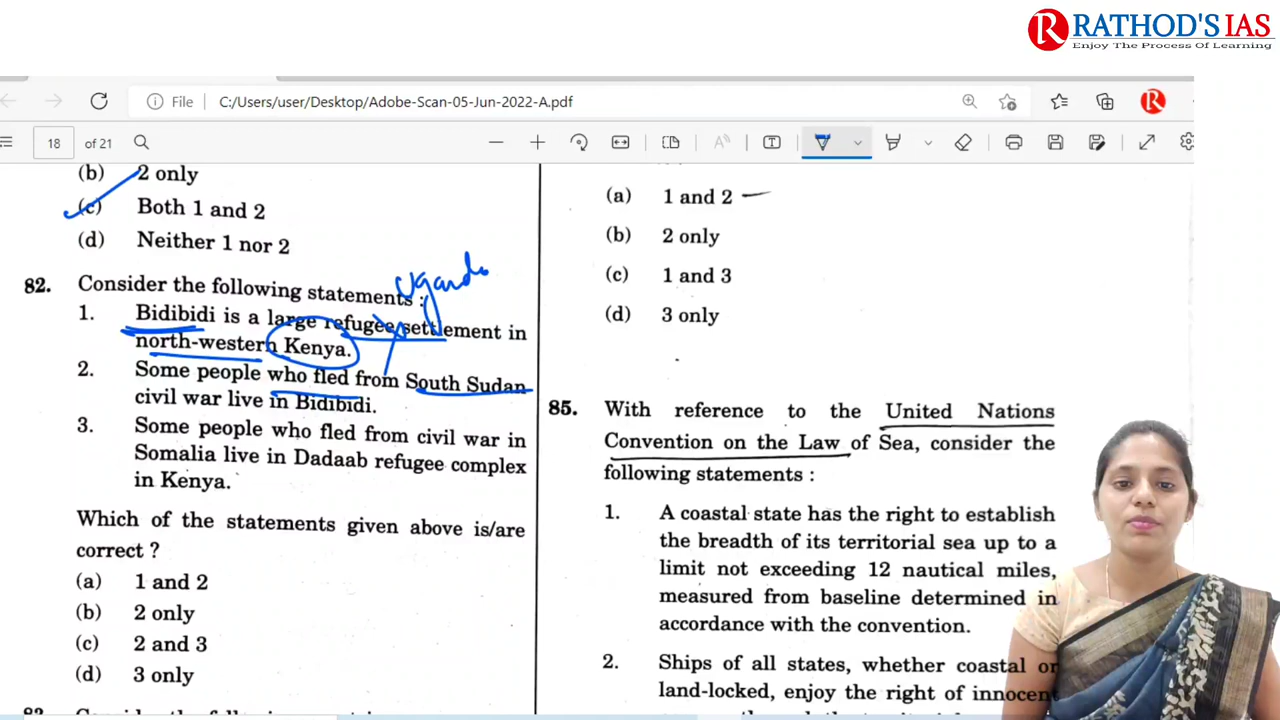 RATHOD'S IAS
Enjoy The Process Of Learning
File C:/Users/user/Desktop/Adobe-Scan-05-Jun-2022-A.pdf
18 of 21
(b) 2 only
(c) Both 1 and 2
(d) Neither 1 nor 2
82. Consider the following statements :
Uganda
1. Bidibidi is a large refugee settlement in
north-western Kenya.
2. Some people who fled from South Sudan
civil war live in Bidibidi.
3. Some people who fled from civil war in
Somalia live in Dadaab refugee complex
in Kenya.
Which of the statements given above is/are
correct ?
(a) 1 and 2
(b) 2 only
(c) 2 and 3
(d) 3 only
(a) 1 and 2
(b) 2 only
(c) 1 and 3
(d) 3 only
85. With reference to the United Nations
Convention on the Law of Sea, consider the
following statements :
1. A coastal state has the right to establish
the breadth of its territorial sea up to a
limit not exceeding 12 nautical miles,
measured from baseline determined in
accordance with the convention.
2. Ships of all states, whether coastal or
land-locked, enjoy the right of innocent